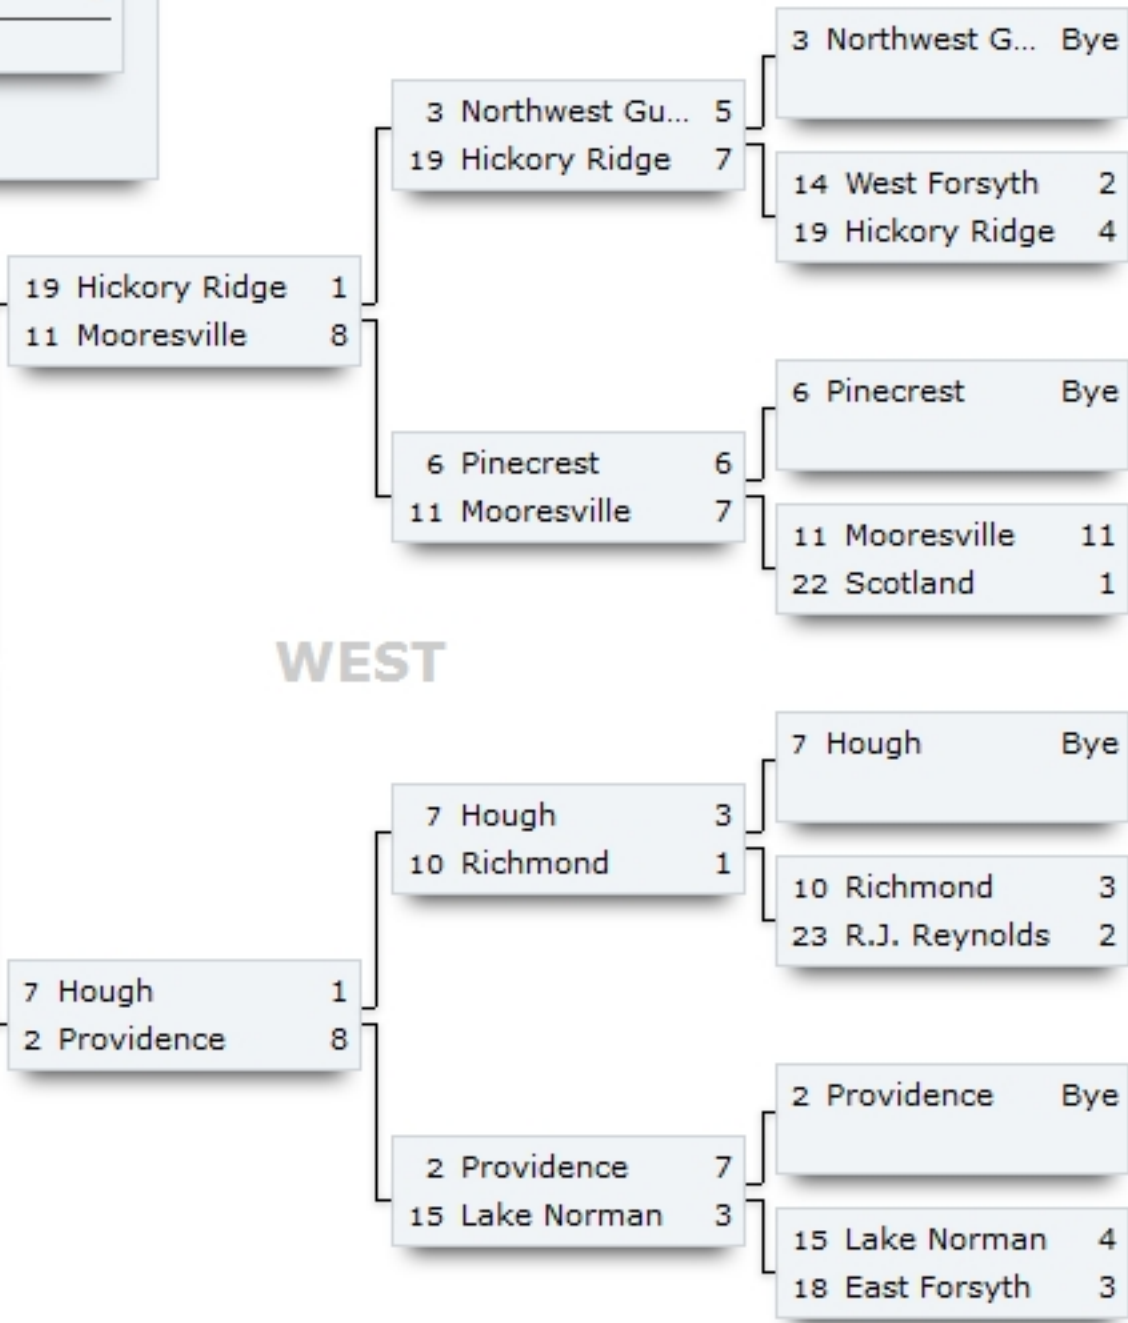 3 Northwest G... Bye
3 Northwest Gu... 5
19 Hickory Ridge 7
14 West Forsyth 2
19 Hickory Ridge 4
19 Hickory Ridge 1
11 Mooresville 8
6 Pinecrest Bye
6 Pinecrest 6
11 Mooresville 7
11 Mooresville 11
22 Scotland 1
WEST
7 Hough Bye
7 Hough 3
10 Richmond 1
10 Richmond 3
23 R.J. Reynolds 2
7 Hough 1
2 Providence 8
2 Providence Bye
2 Providence 7
15 Lake Norman 3
15 Lake Norman 4
18 East Forsyth 3